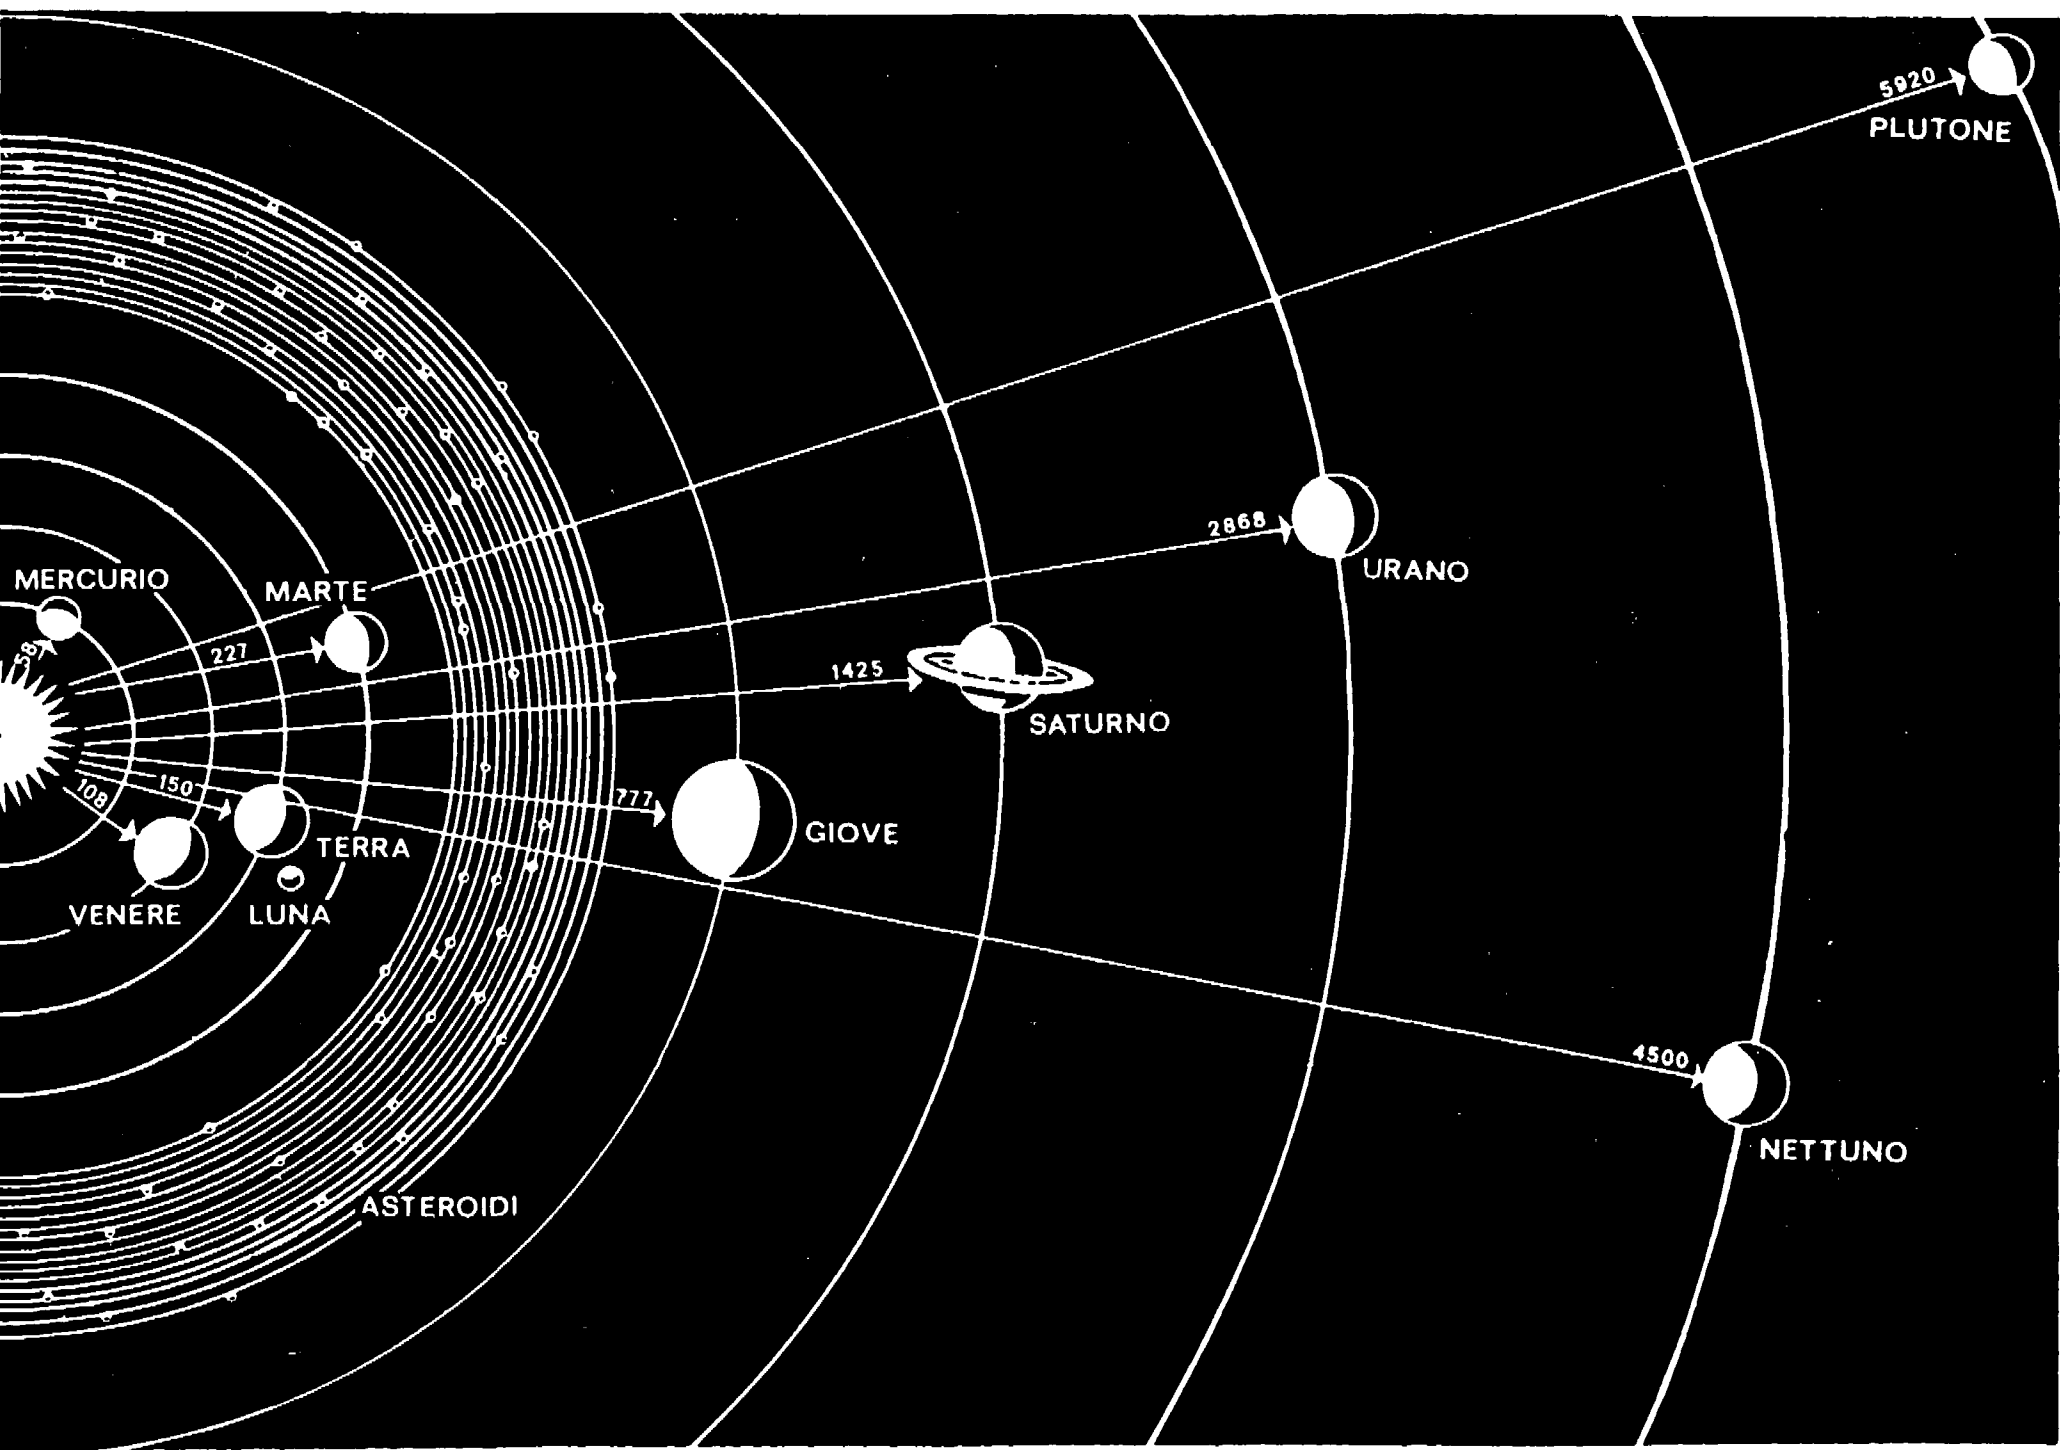 5920
PLUTONE
2868
URANO
MERCURIO
58
MARTE
227
1425
SATURNO
777
GIOVE
108
150
TERRA
VENERE
LUNA
4500
NETTUNO
ASTEROIDI